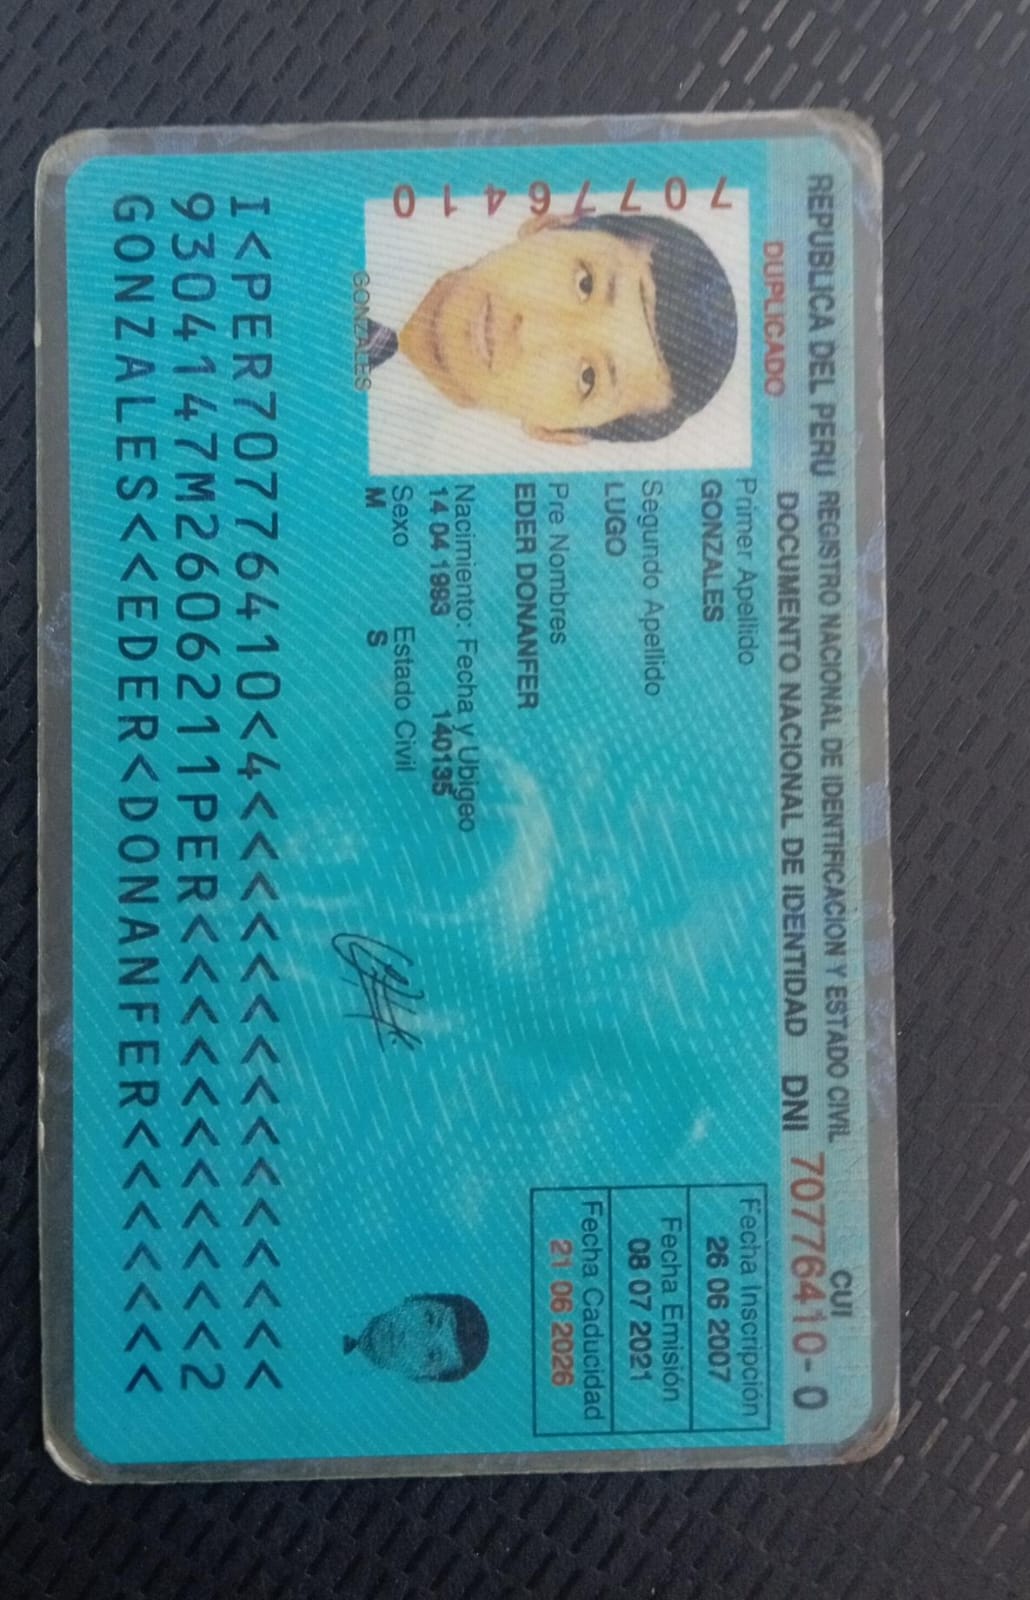 REPUBLICA DEL PERU REGISTRO NACIONAL DE IDENTIFICACION Y ESTADO CIVIL
CUI
DUPLICADO
DOCUMENTO NACIONAL DE IDENTIDAD DNI 70776410 - 0
70776410
GONZALES
Primer Apellido
GONZALES
Segundo Apellido
LUGO
Pre Nombres
EDER DONANFER
Nacimiento: Fecha y Ubigeo
14 04 1993 140135
Sexo Estado Civil
M S
Fecha Inscripción
26 06 2007
Fecha Emisión
08 07 2021
Fecha Caducidad
21 06 2026
I<PER70776410<4<<<<<<<<<<<<<<<
9304147M2606211PER<<<<<<<<<<<2
GONZALES<<EDER<DONANFER<<<<<<<